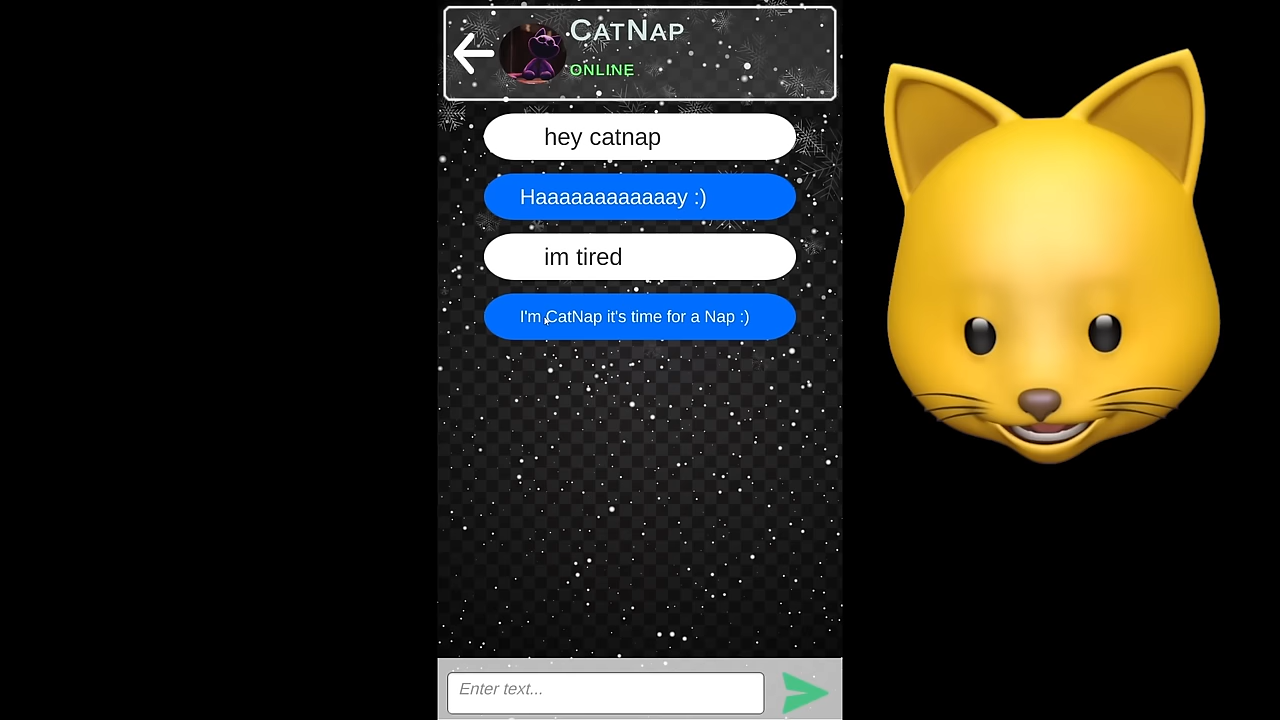 CatNap
ONLINE
hey catnap
Haaaaaaaaaaaay :)
im tired
I'm CatNap it's time for a Nap :)
Enter text...